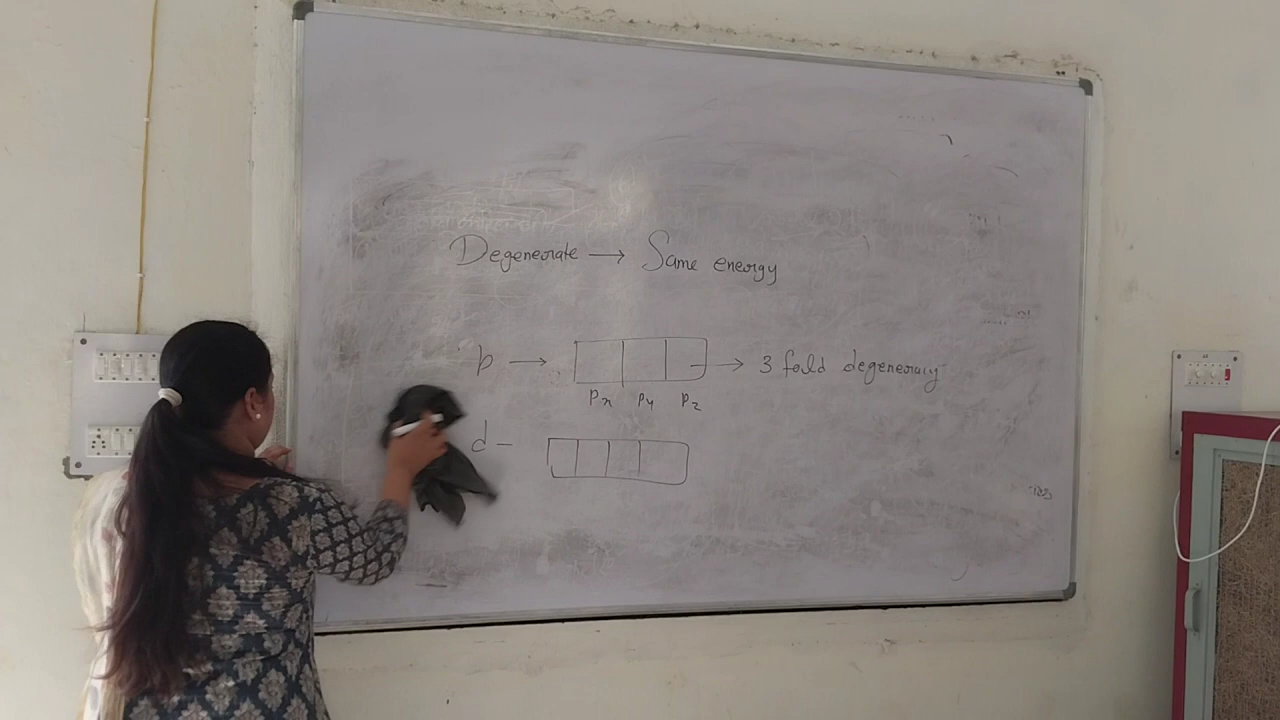 Degenerate → Same energy
p → → 3 fold degeneracy
Px Py Pz
d –